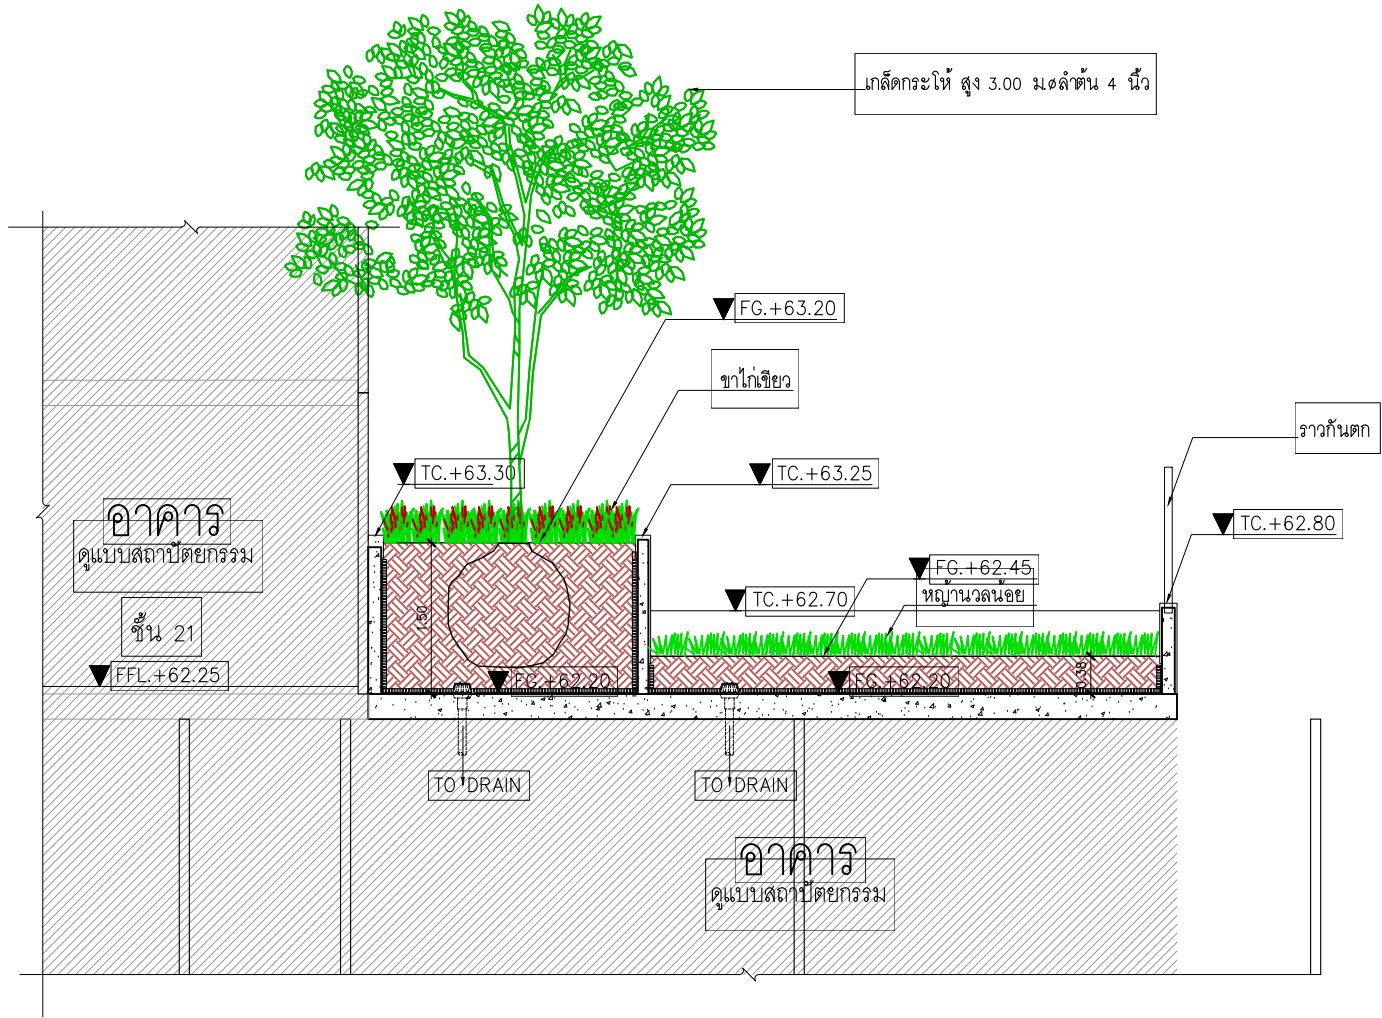 เกล็ดกระโห้ สูง 3.00 ม.ø ลำต้น 4 นิ้ว
FG.+63.20
ขาไก่เขียว
ราวกันตก
TC.+63.30
TC.+63.25
TC.+62.80
อาคาร
ดูแบบสถาปัตยกรรม
FG.+62.45
หญ้านวลน้อย
TC.+62.70
1.50
ชั้น 21
FFL.+62.25
FG.+62.20
FG.+62.20
0.38
TO DRAIN
TO DRAIN
อาคาร
ดูแบบสถาปัตยกรรม